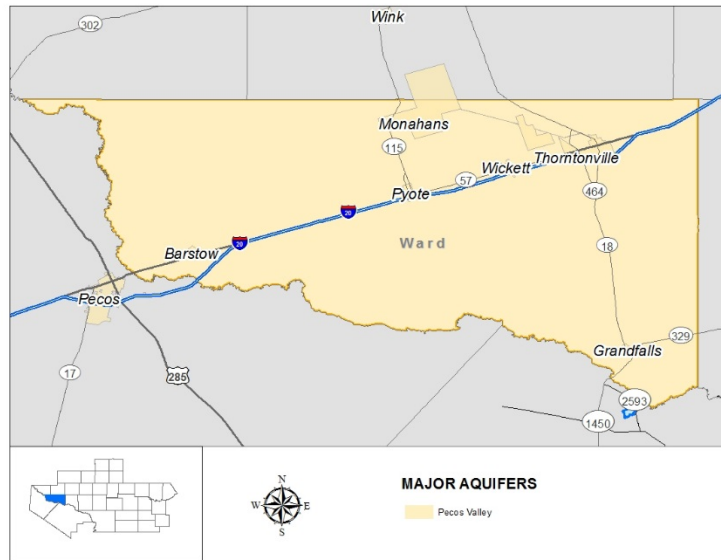 302
Wink
Monahans
115
Thorntonville
Wickett
57
Pyote
464
20
20
Ward
18
Barstow
Pecos
329
Grandfalls
17
285
2593
1450
N
W E
S
MAJOR AQUIFERS
Pecos Valley